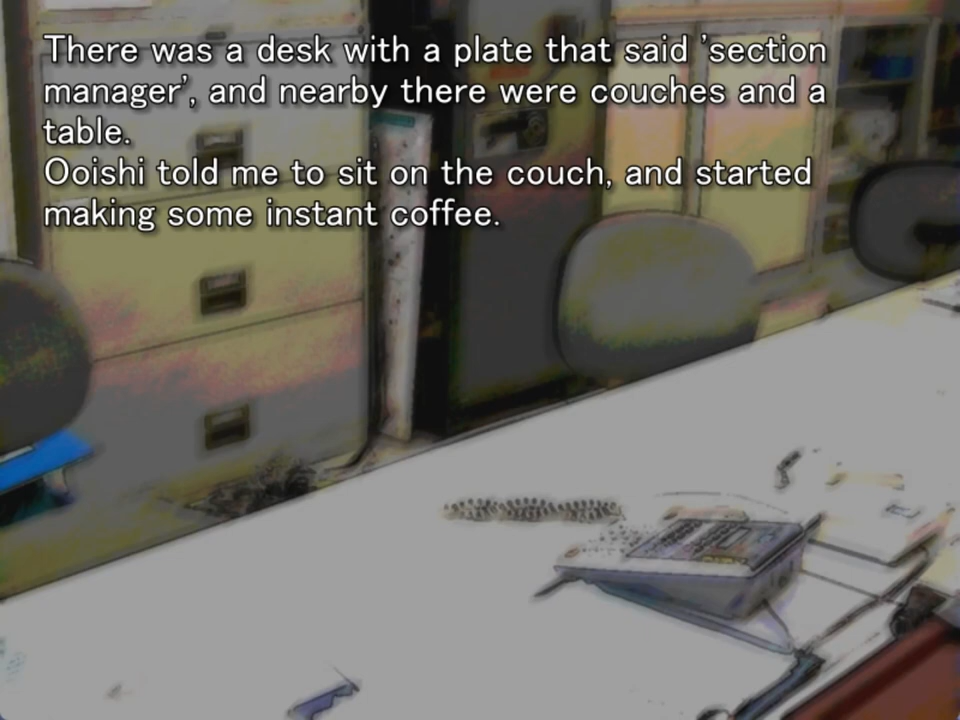 There was a desk with a plate that said 'section
manager', and nearby there were couches and a
table.
Ooishi told me to sit on the couch, and started
making some instant coffee.